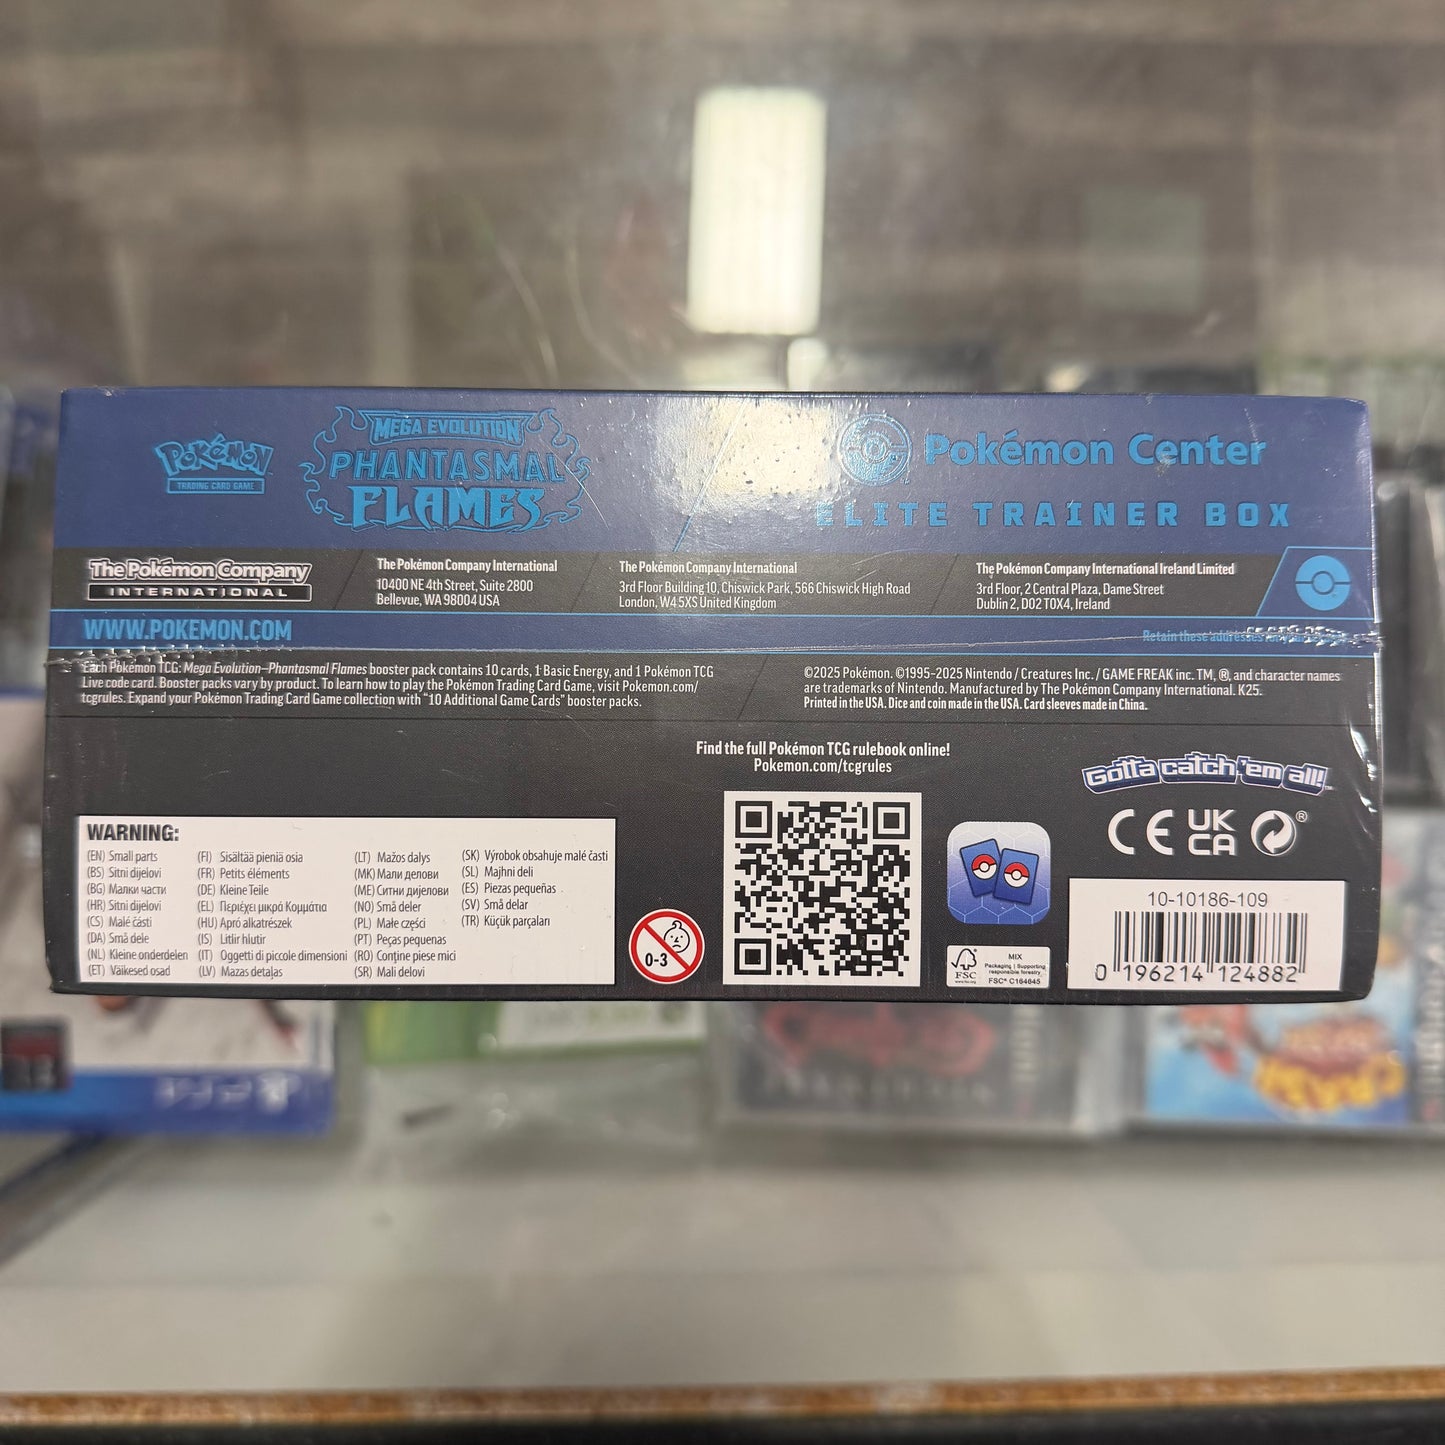 Pokémon
TRADING CARD GAME
MEGA EVOLUTION
PHANTASMAL
FLAMES
Pokémon Center
ELITE TRAINER BOX
The Pokémon Company
INTERNATIONAL
The Pokémon Company International
10400 NE 4th Street, Suite 2800
Bellevue, WA 98004 USA
The Pokémon Company International
3rd Floor Building 10, Chiswick Park, 566 Chiswick High Road
London, W4 5XS United Kingdom
The Pokémon Company International Ireland Limited
3rd Floor, 2 Central Plaza, Dame Street
Dublin 2, D02 T0X4, Ireland
WWW.POKEMON.COM
Retain these addresses for
Each Pokémon TCG: Mega Evolution—Phantasmal Flames booster pack contains 10 cards, 1 Basic Energy, and 1 Pokémon TCG
Live code card. Booster packs vary by product. To learn how to play the Pokémon Trading Card Game, visit Pokemon.com/
tcgrules. Expand your Pokémon Trading Card Game collection with "10 Additional Game Cards" booster packs.
©2025 Pokémon. ©1995-2025 Nintendo / Creatures Inc. / GAME FREAK inc. TM, ®, and character names
are trademarks of Nintendo. Manufactured by The Pokémon Company International. K25.
Printed in the USA. Dice and coin made in the USA. Card sleeves made in China.
Find the full Pokémon TCG rulebook online!
Pokemon.com/tcgrules
Gotta catch 'em all!
CE UK CA ®
WARNING:
(EN) Small parts
(BS) Sitni dijelovi
(BG) Малки части
(HR) Sitni dijelovi
(CS) Malé části
(DA) Små dele
(NL) Kleine onderdelen
(ET) Väikesed osad
(FI) Sisältää pieniä osia
(FR) Petits éléments
(DE) Kleine Teile
(EL) Περιέχει μικρά Κομμάτια
(HU) Apró alkatrészek
(IS) Litlir hlutir
(IT) Oggetti di piccole dimensioni
(LV) Mazas detaļas
(LT) Mažos dalys
(MK) Мали делови
(ME) Ситни дијелови
(NO) Små deler
(PL) Małe części
(PT) Peças pequenas
(RO) Conține piese mici
(SR) Mali delovi
(SK) Výrobok obsahuje malé časti
(SL) Majhni deli
(ES) Piezas pequeñas
(SV) Små delar
(TR) Küçük parçaları
0-3
FSC
www.fsc.org
MIX
Packaging | Supporting
responsible forestry
FSC® C164645
10-10186-109
0 196214 124882
CRASH